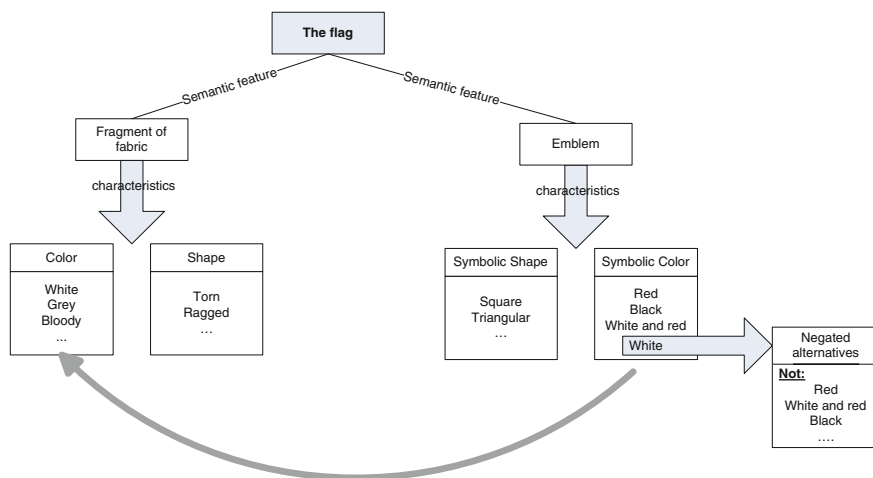 The flag
Semantic feature
Semantic feature
Fragment of
fabric
Emblem
characteristics
characteristics
Color
White
Grey
Bloody
...
Shape
Torn
Ragged
…
Symbolic Shape
Square
Triangular
…
Symbolic Color
Red
Black
White and red
White
Negated
alternatives
Not:
Red
White and red
Black
....